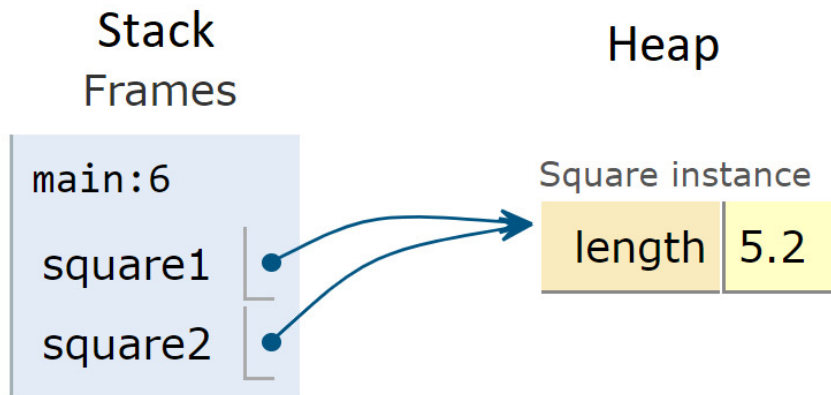 Stack
Frames
main:6
square1
square2
Heap
Square instance
length 5.2